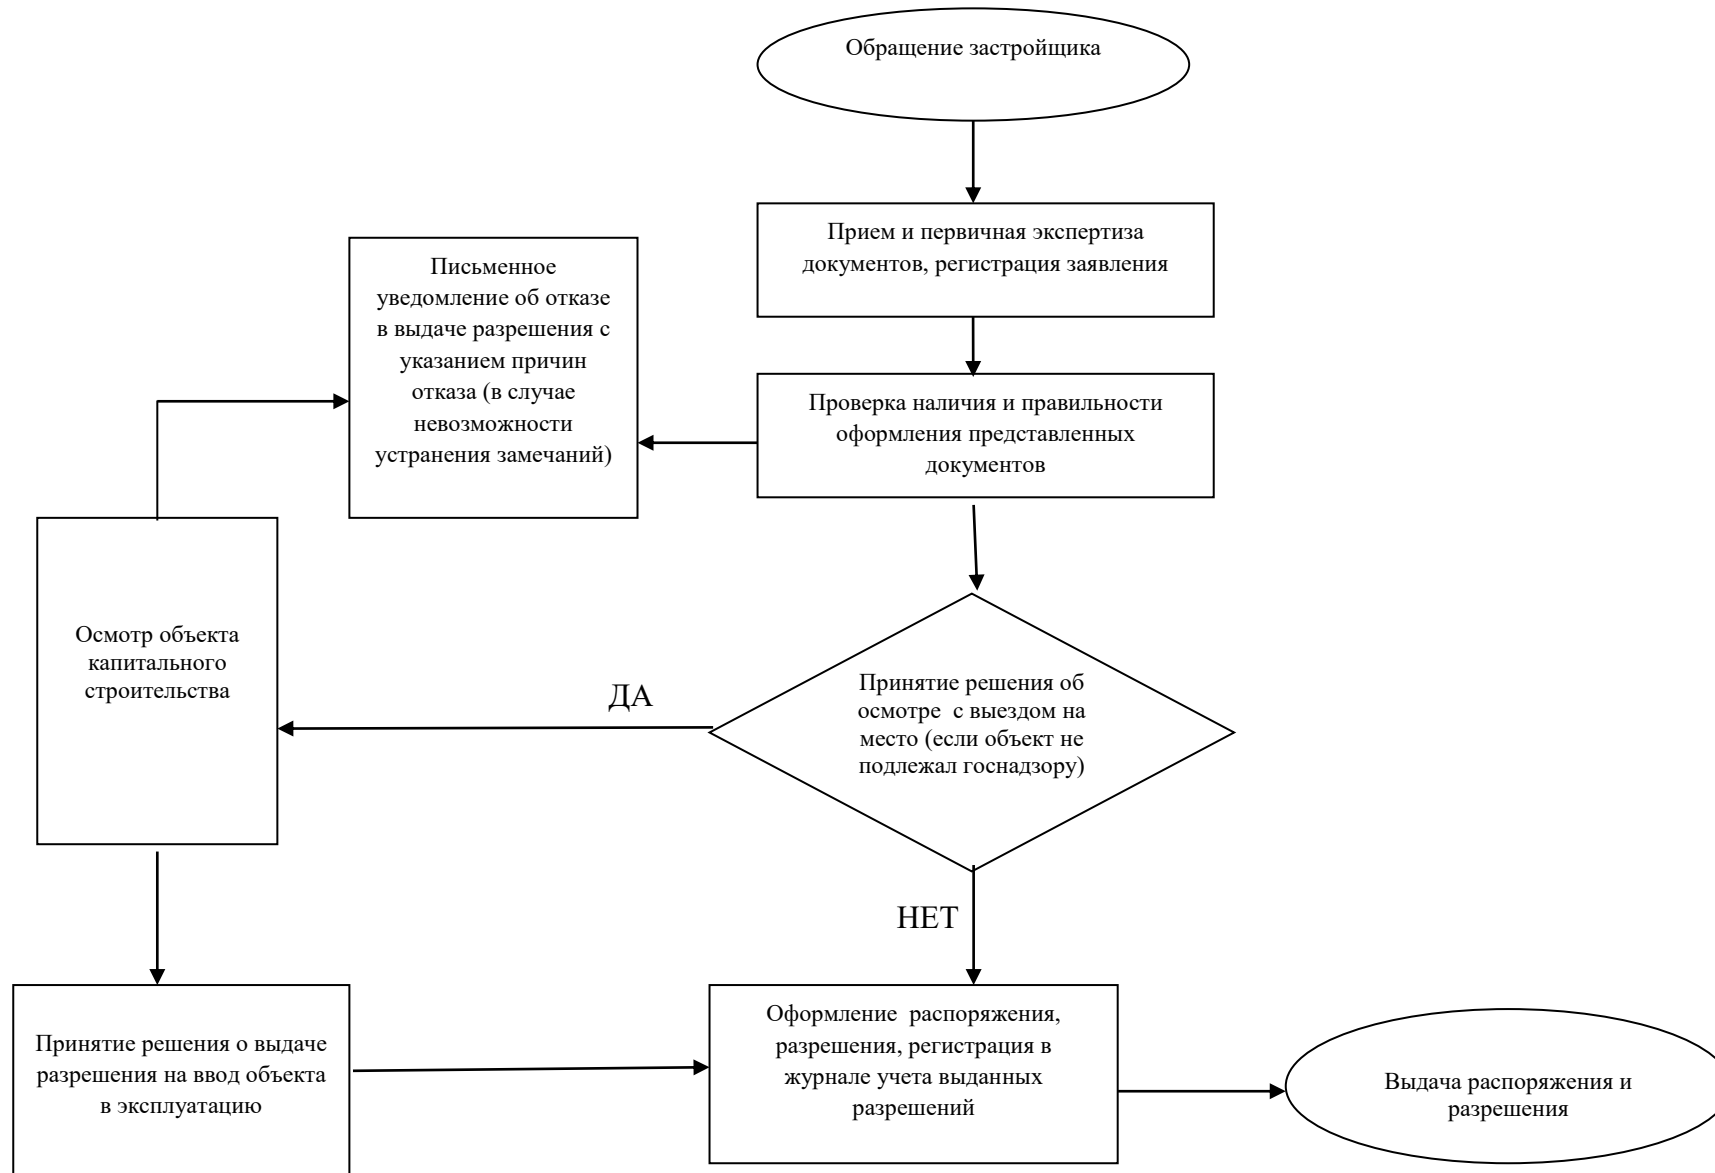 Обращение застройщика
Прием и первичная экспертиза
документов, регистрация заявления
Письменное
уведомление об отказе
в выдаче разрешения с
указанием причин
отказа (в случае
невозможности
устранения замечаний)
Проверка наличия и правильности
оформления представленных
документов
Осмотр объекта
капитального
строительства
ДА
Принятие решения об
осмотре с выездом на
место (если объект не
подлежал госнадзору)
НЕТ
Принятие решения о выдаче
разрешения на ввод объекта
в эксплуатацию
Оформление распоряжения,
разрешения, регистрация в
журнале учета выданных
разрешений
Выдача распоряжения и
разрешения